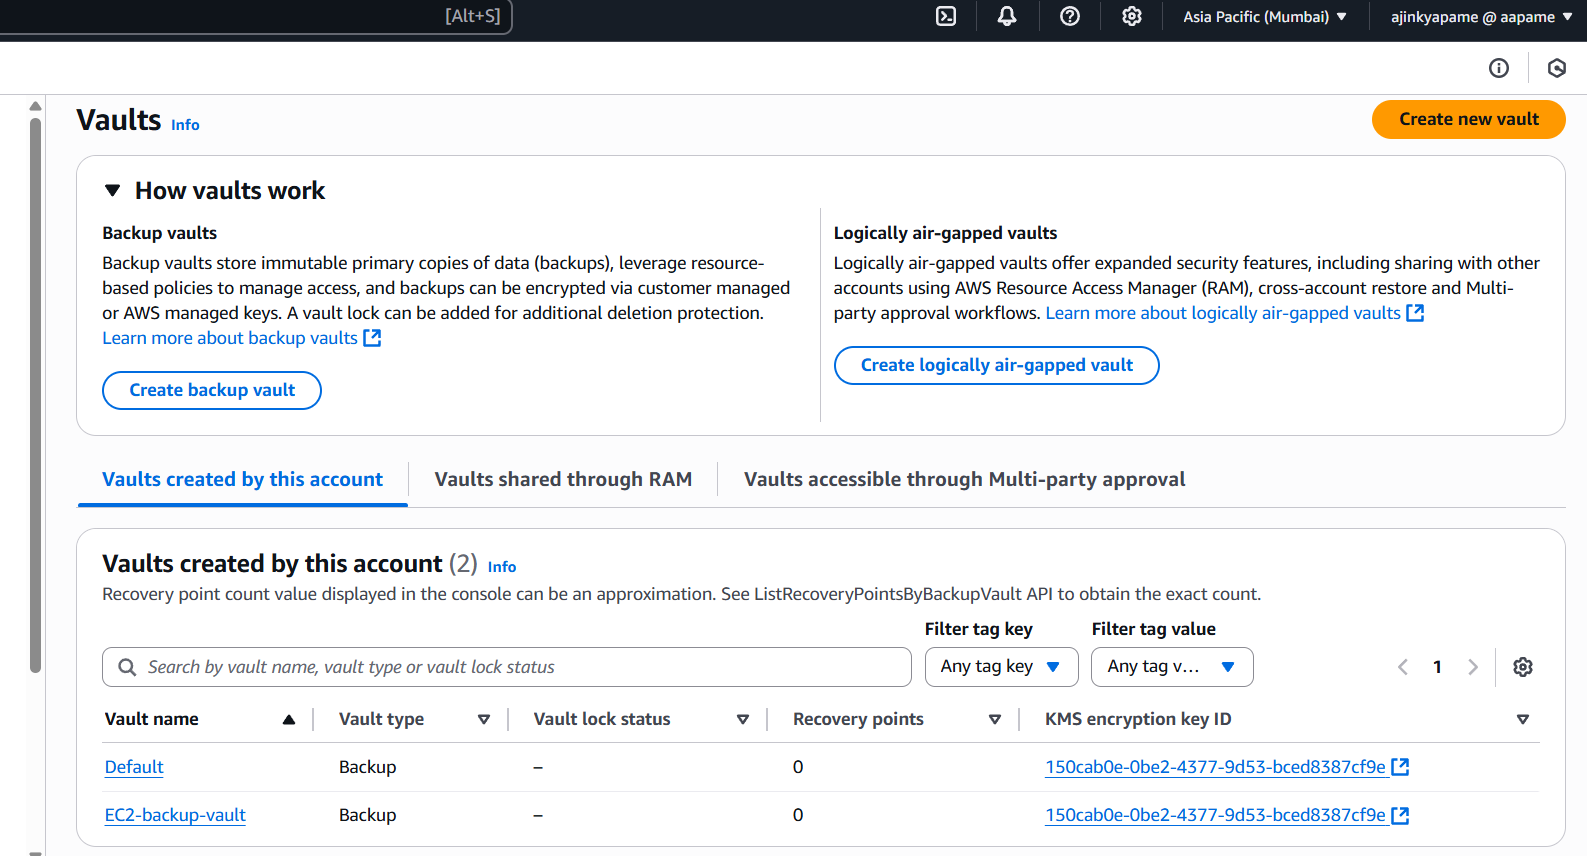 [Alt+S]
Asia Pacific (Mumbai)
ajinkyapame @ aapame
Vaults Info
Create new vault
How vaults work
Backup vaults
Backup vaults store immutable primary copies of data (backups), leverage resource-
based policies to manage access, and backups can be encrypted via customer managed
or AWS managed keys. A vault lock can be added for additional deletion protection.
Learn more about backup vaults
Create backup vault
Logically air-gapped vaults
Logically air-gapped vaults offer expanded security features, including sharing with other
accounts using AWS Resource Access Manager (RAM), cross-account restore and Multi-
party approval workflows. Learn more about logically air-gapped vaults
Create logically air-gapped vault
Vaults created by this account
Vaults shared through RAM
Vaults accessible through Multi-party approval
Vaults created by this account (2) Info
Recovery point count value displayed in the console can be an approximation. See ListRecoveryPointsByBackupVault API to obtain the exact count.
Filter tag key
Filter tag value
Search by vault name, vault type or vault lock status
Any tag key
Any tag v...
1
Vault name Vault type Vault lock status Recovery points KMS encryption key ID
Default Backup – 0 150cab0e-0be2-4377-9d53-bced8387cf9e
EC2-backup-vault Backup – 0 150cab0e-0be2-4377-9d53-bced8387cf9e